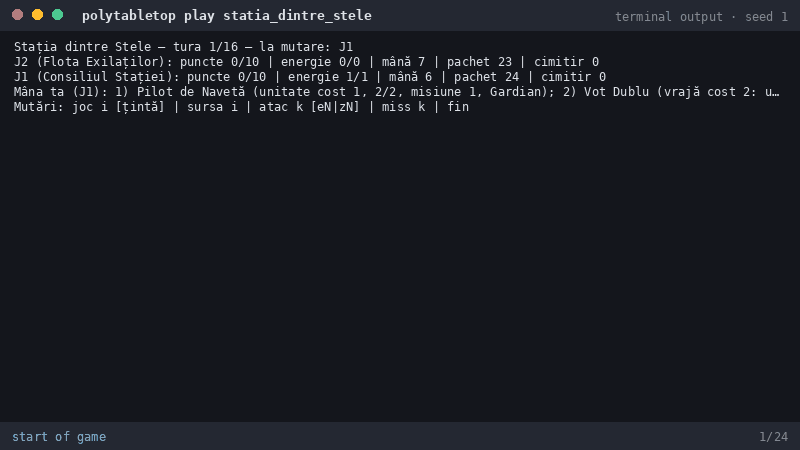 polytabletop play statia_dintre_stele
terminal output · seed 1
Stația dintre Stele — tura 1/16 — la mutare: J1
J2 (Flota Exilaților): puncte 0/10 | energie 0/0 | mână 7 | pachet 23 | cimitir 0
J1 (Consiliul Stației): puncte 0/10 | energie 1/1 | mână 6 | pachet 24 | cimitir 0
Mâna ta (J1): 1) Pilot de Navetă (unitate cost 1, 2/2, misiune 1, Gardian); 2) Vot Dublu (vrajă cost 2: u…
Mutări: joc i [țintă] | sursa i | atac k [eN|zN] | miss k | fin
start of game
1/24